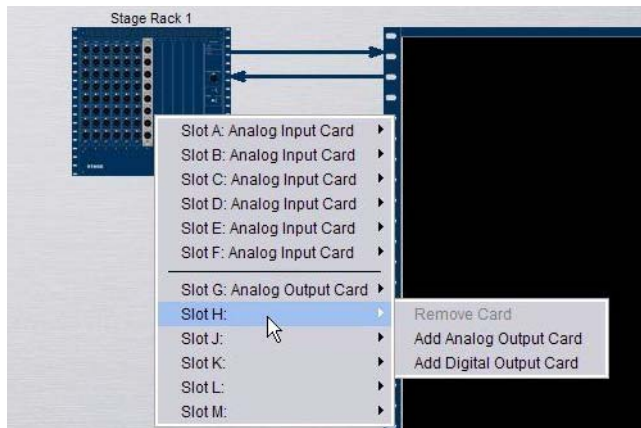 Stage Rack 1
STAGE
Slot A: Analog Input Card
Slot B: Analog Input Card
Slot C: Analog Input Card
Slot D: Analog Input Card
Slot E: Analog Input Card
Slot F: Analog Input Card
Slot G: Analog Output Card
Slot H:
Remove Card
Slot J:
Add Analog Output Card
Slot K:
Add Digital Output Card
Slot L:
Slot M: